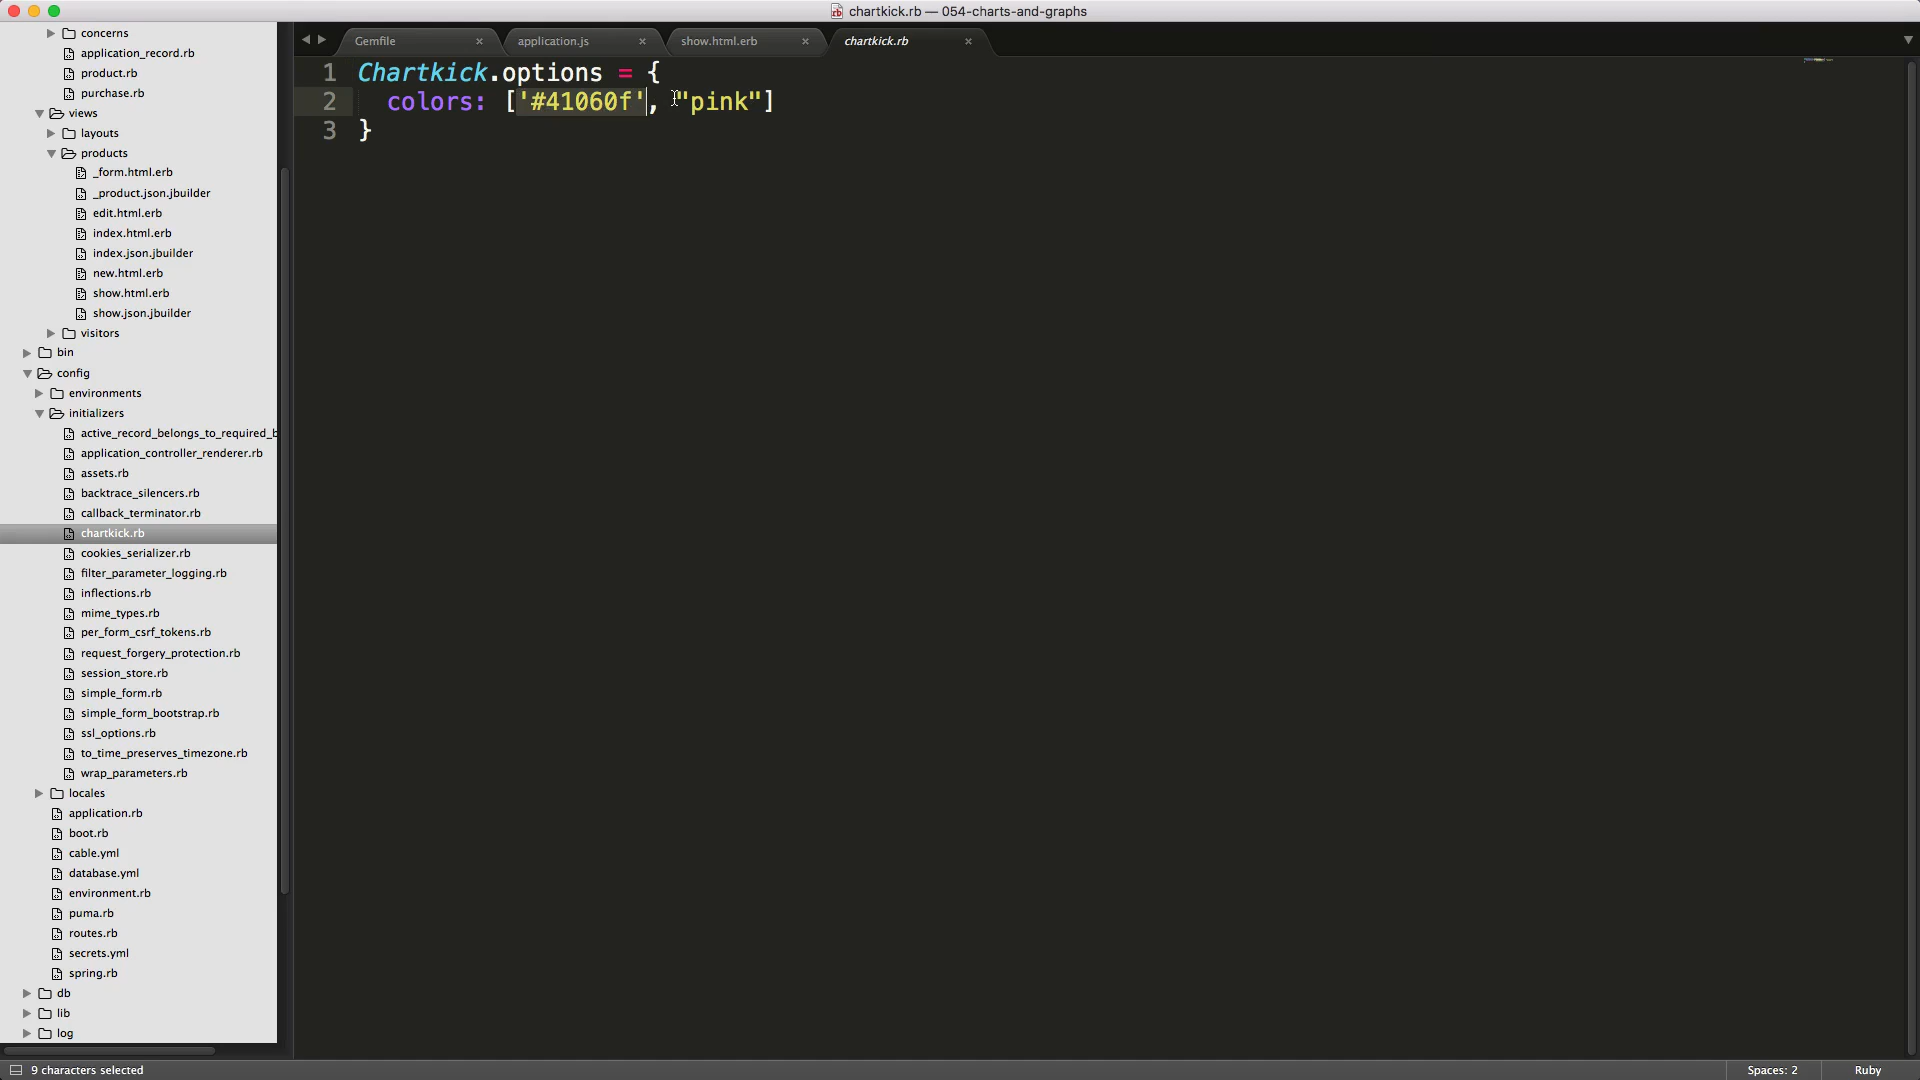 chartkick.rb — 054-charts-and-graphs
concerns
application_record.rb
product.rb
purchase.rb
views
layouts
products
_form.html.erb
_product.json.jbuilder
edit.html.erb
index.html.erb
index.json.jbuilder
new.html.erb
show.html.erb
show.json.jbuilder
visitors
bin
config
environments
initializers
active_record_belongs_to_required_b
application_controller_renderer.rb
assets.rb
backtrace_silencers.rb
callback_terminator.rb
chartkick.rb
cookies_serializer.rb
filter_parameter_logging.rb
inflections.rb
mime_types.rb
per_form_csrf_tokens.rb
request_forgery_protection.rb
session_store.rb
simple_form.rb
simple_form_bootstrap.rb
ssl_options.rb
to_time_preserves_timezone.rb
wrap_parameters.rb
locales
application.rb
boot.rb
cable.yml
database.yml
environment.rb
puma.rb
routes.rb
secrets.yml
spring.rb
db
lib
log
Gemfile
application.js
show.html.erb
chartkick.rb
1 Chartkick.options = {
2 colors: ['#41060f', "pink"]
3 }
9 characters selected
Spaces: 2
Ruby